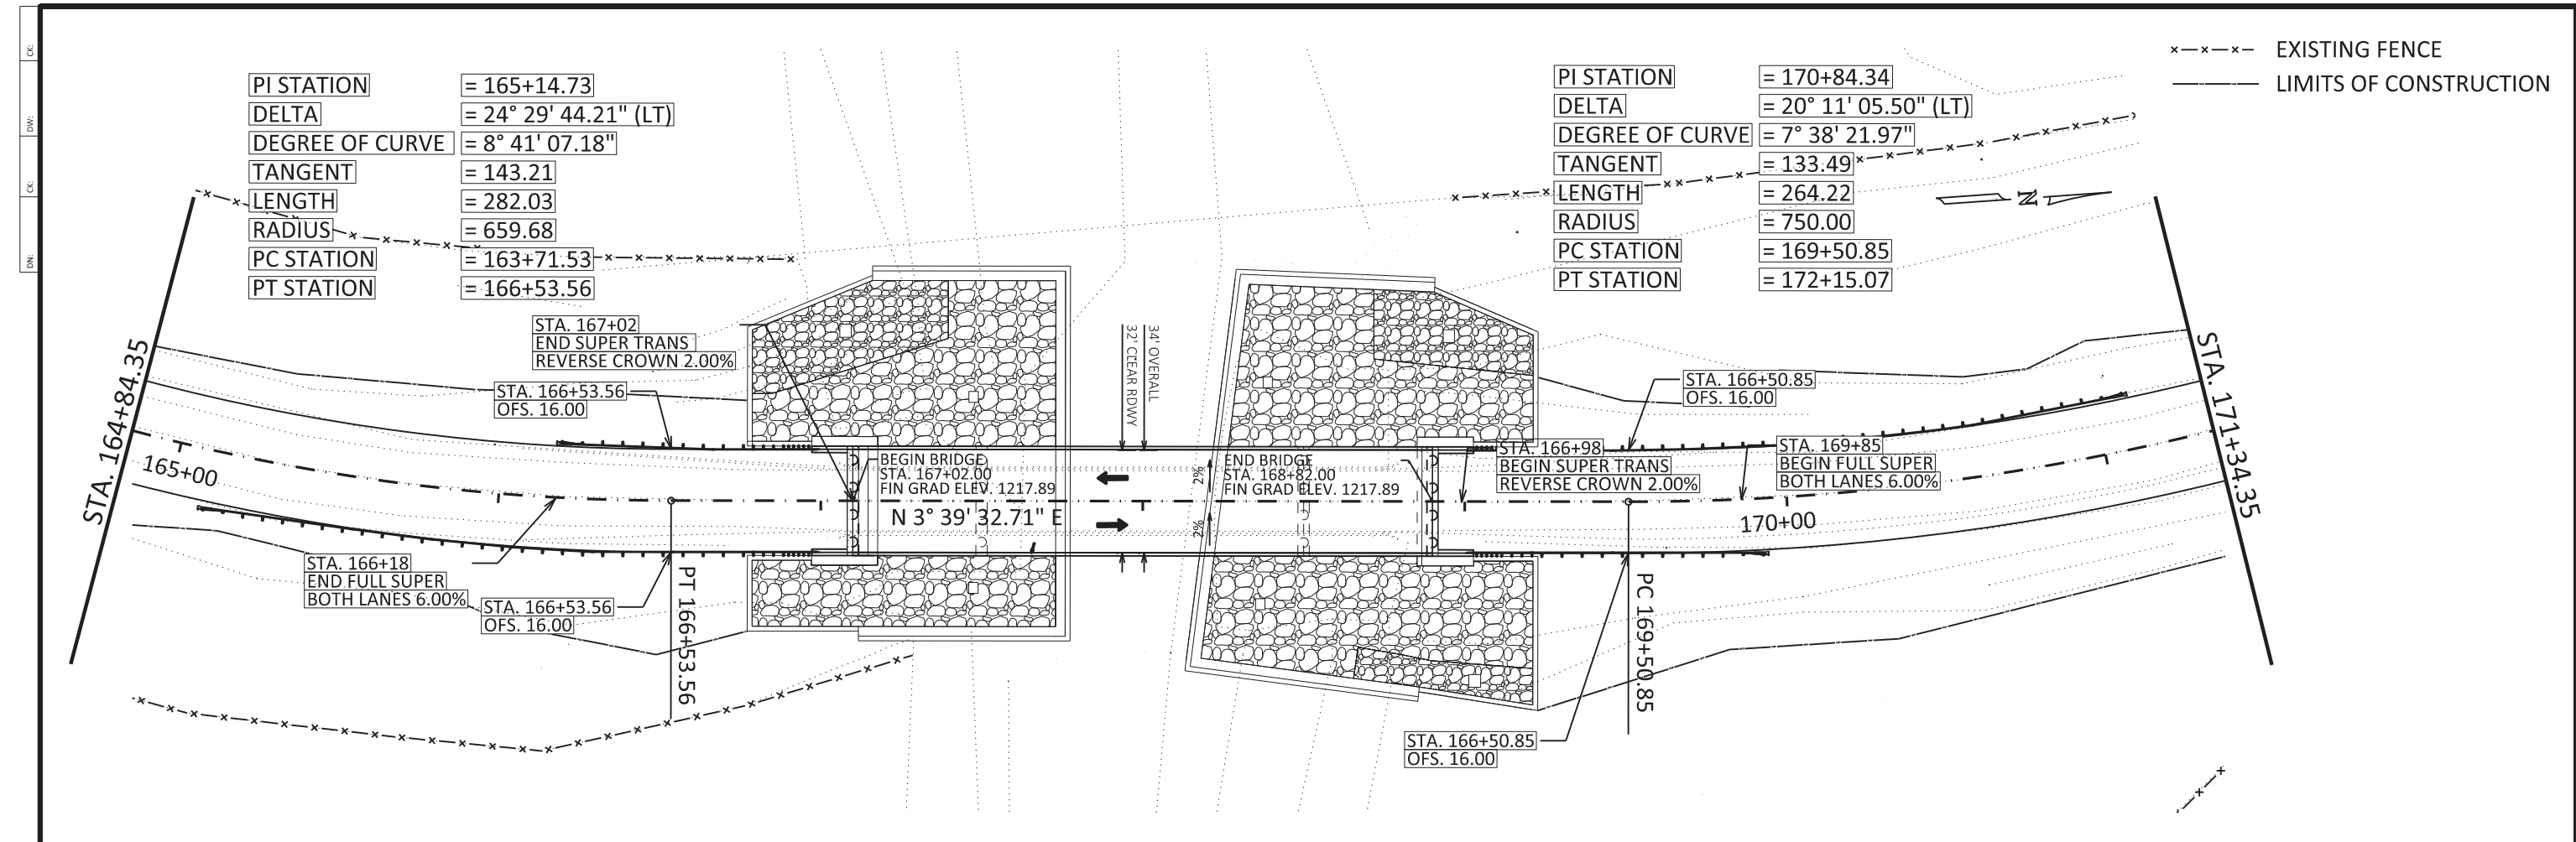 CK:
DW:
CK:
DN:
PI STATION = 165+14.73
DELTA = 24° 29' 44.21" (LT)
DEGREE OF CURVE = 8° 41' 07.18"
TANGENT = 143.21
LENGTH = 282.03
RADIUS = 659.68
PC STATION = 163+71.53
PT STATION = 166+53.56
PI STATION = 170+84.34
DELTA = 20° 11' 05.50" (LT)
DEGREE OF CURVE = 7° 38' 21.97"
TANGENT = 133.49
LENGTH = 264.22
RADIUS = 750.00
PC STATION = 169+50.85
PT STATION = 172+15.07
EXISTING FENCE
LIMITS OF CONSTRUCTION
N
STA. 167+02
END SUPER TRANS
REVERSE CROWN 2.00%
STA. 166+53.56
OFS. 16.00
34' OVERALL
32' CLEAR RDWY
STA. 166+50.85
OFS. 16.00
STA. 164+84.35
165+00
BEGIN BRIDGE
STA. 167+02.00
FIN GRAD ELEV. 1217.89
N 3° 39' 32.71" E
2%
2%
END BRIDGE
STA. 168+82.00
FIN GRAD ELEV. 1217.89
STA. 166+98
BEGIN SUPER TRANS
REVERSE CROWN 2.00%
STA. 169+85
BEGIN FULL SUPER
BOTH LANES 6.00%
170+00
STA. 171+34.35
STA. 166+18
END FULL SUPER
BOTH LANES 6.00%
STA. 166+53.56
OFS. 16.00
PT 166+53.56
PC 169+50.85
STA. 166+50.85
OFS. 16.00